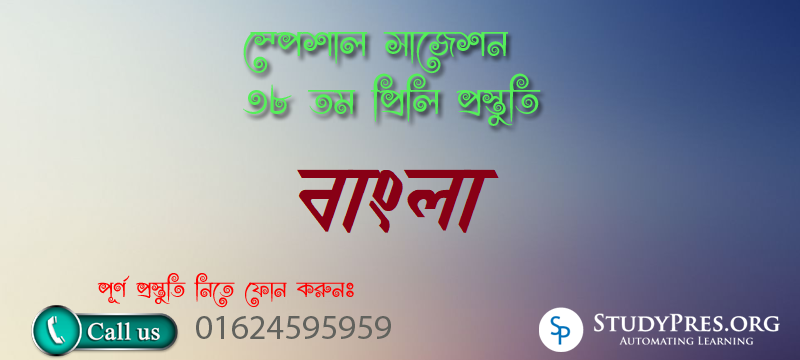 স্পেশাল সাজেশন
৩৮ তম প্রিলি প্রস্তুতি
বাংলা
পূর্ণ প্রস্তুতি নিতে ফোন করুনঃ
Call us 01624595959
SP STUDYPRES.ORG
AUTOMATING LEARNING